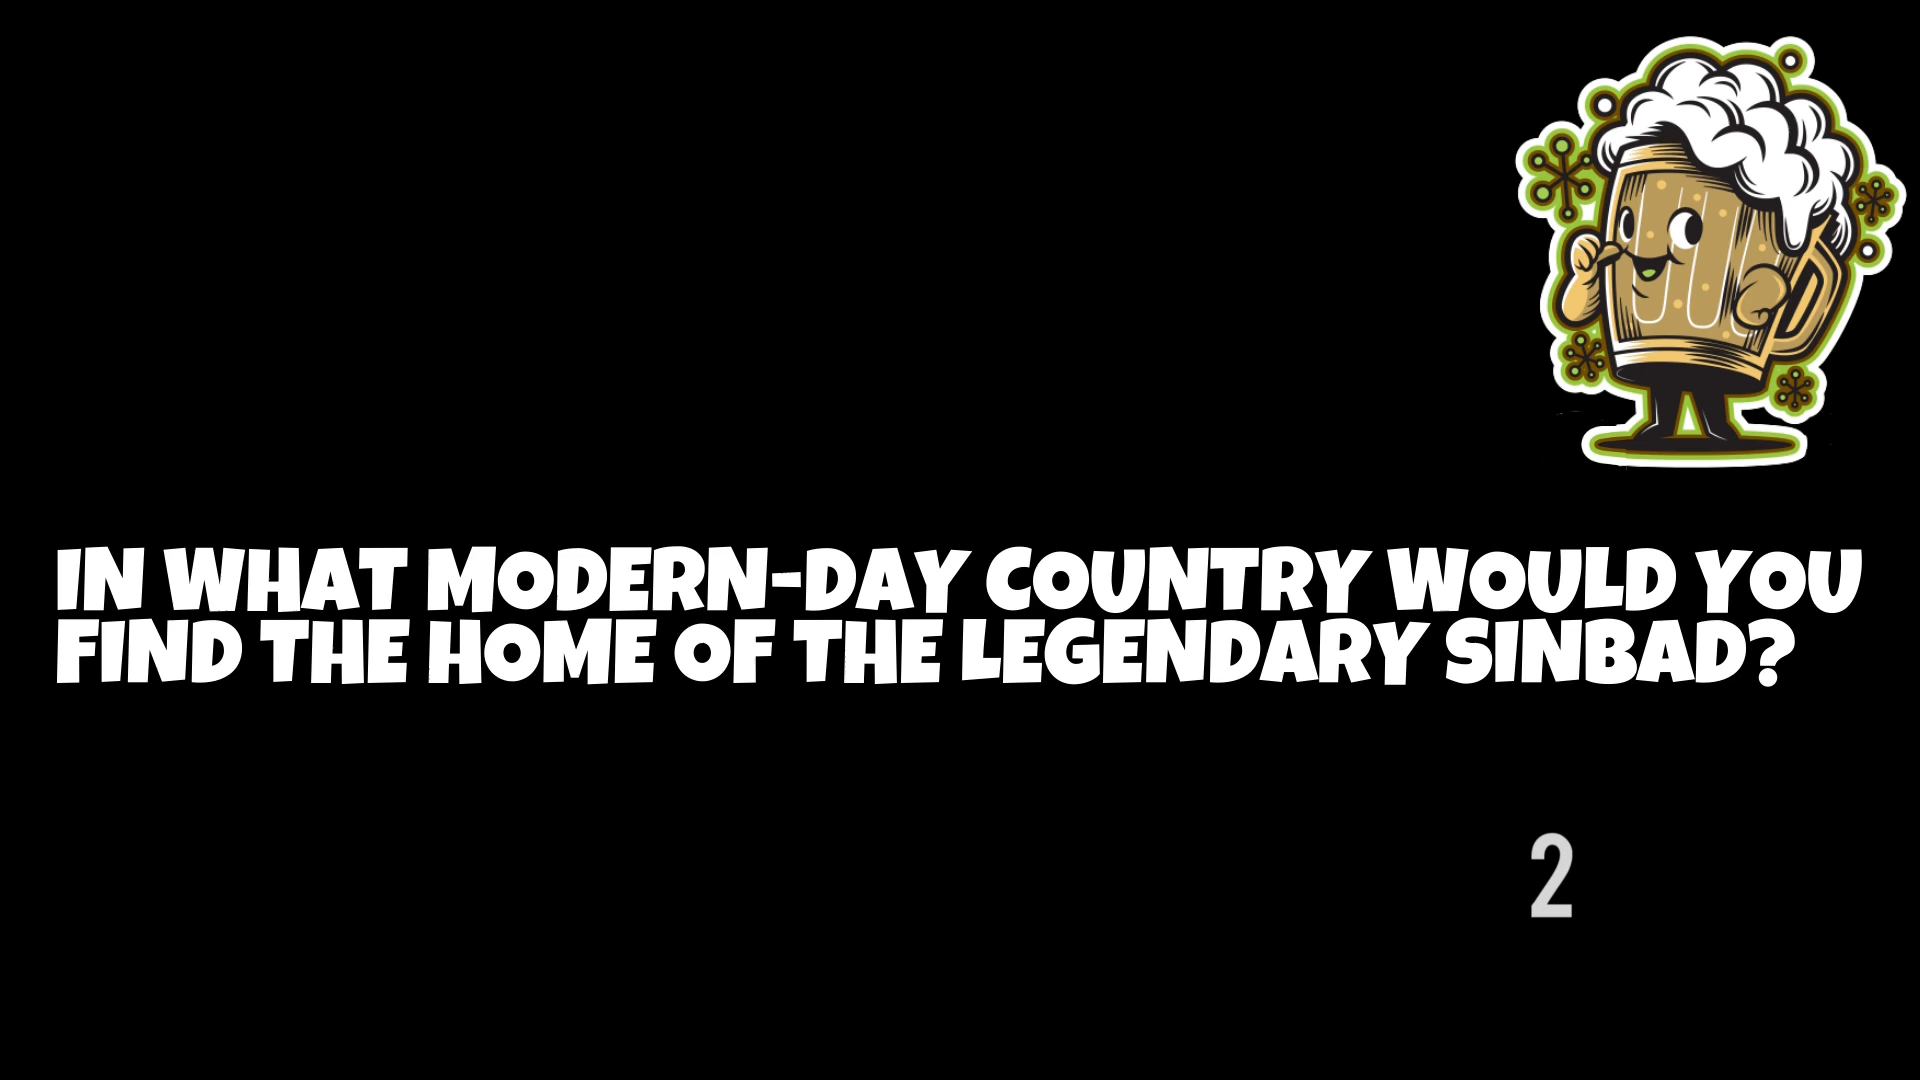 IN WHAT MODERN-DAY COUNTRY WOULD YOU
FIND THE HOME OF THE LEGENDARY SINBAD?
2